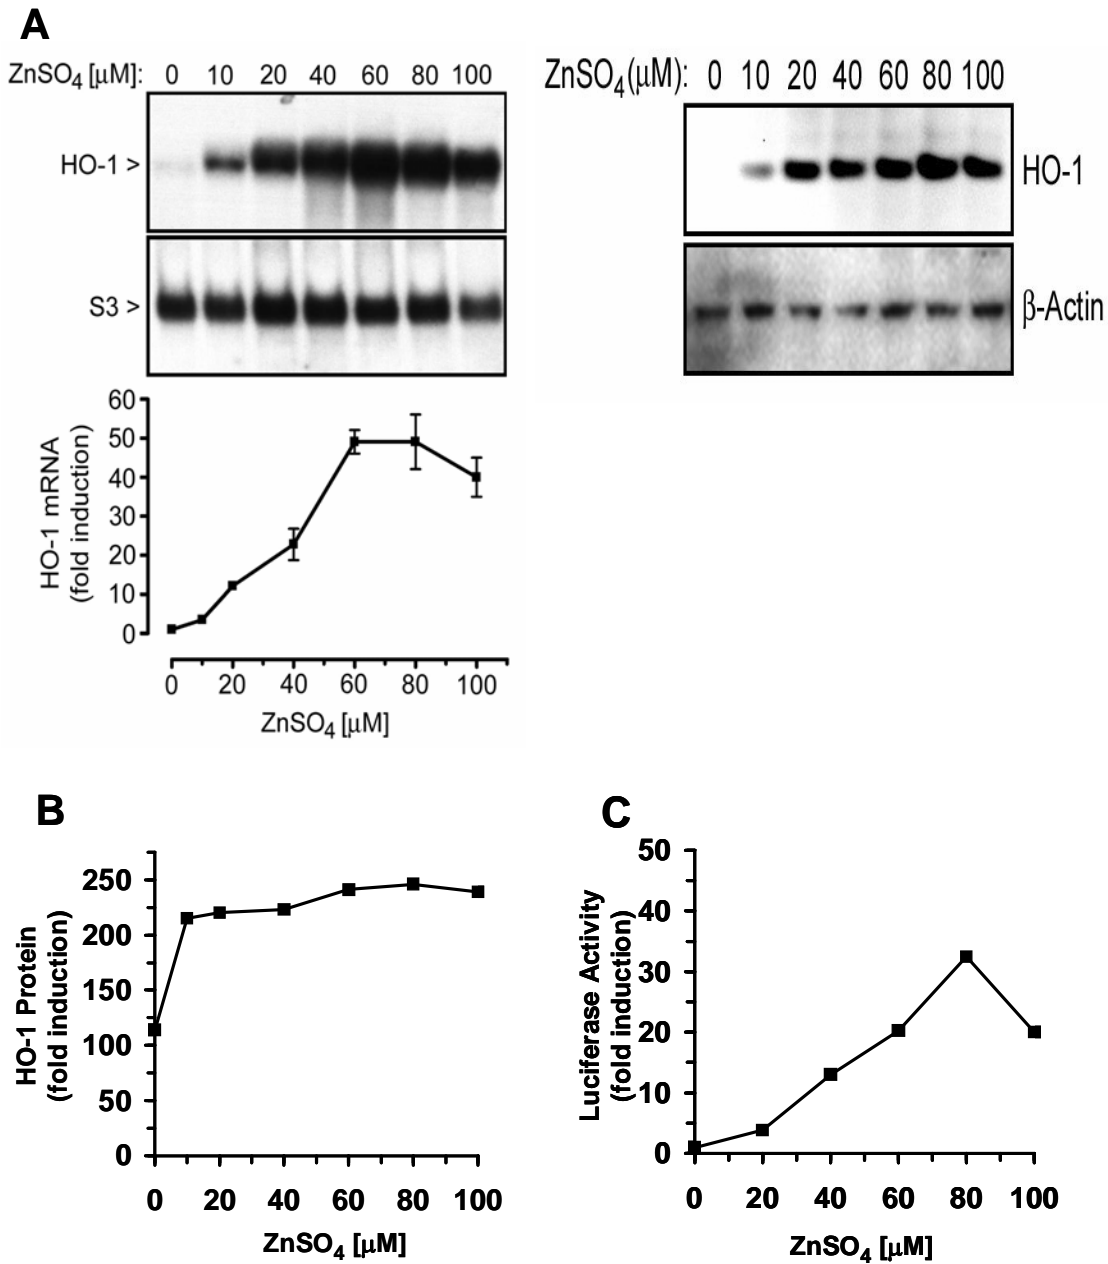 A
ZnSO4 [µM]: 0 10 20 40 60 80 100
HO-1 >
S3 >
60
50
40
30
20
10
0
HO-1 mRNA
(fold induction)
0 20 40 60 80 100
ZnSO4 [µM]
ZnSO4(µM): 0 10 20 40 60 80 100
HO-1
β-Actin
B
250
200
150
100
50
0
HO-1 Protein
(fold induction)
0 20 40 60 80 100
ZnSO4 [µM]
C
50
40
30
20
10
0
Luciferase Activity
(fold induction)
0 20 40 60 80 100
ZnSO4 [µM]